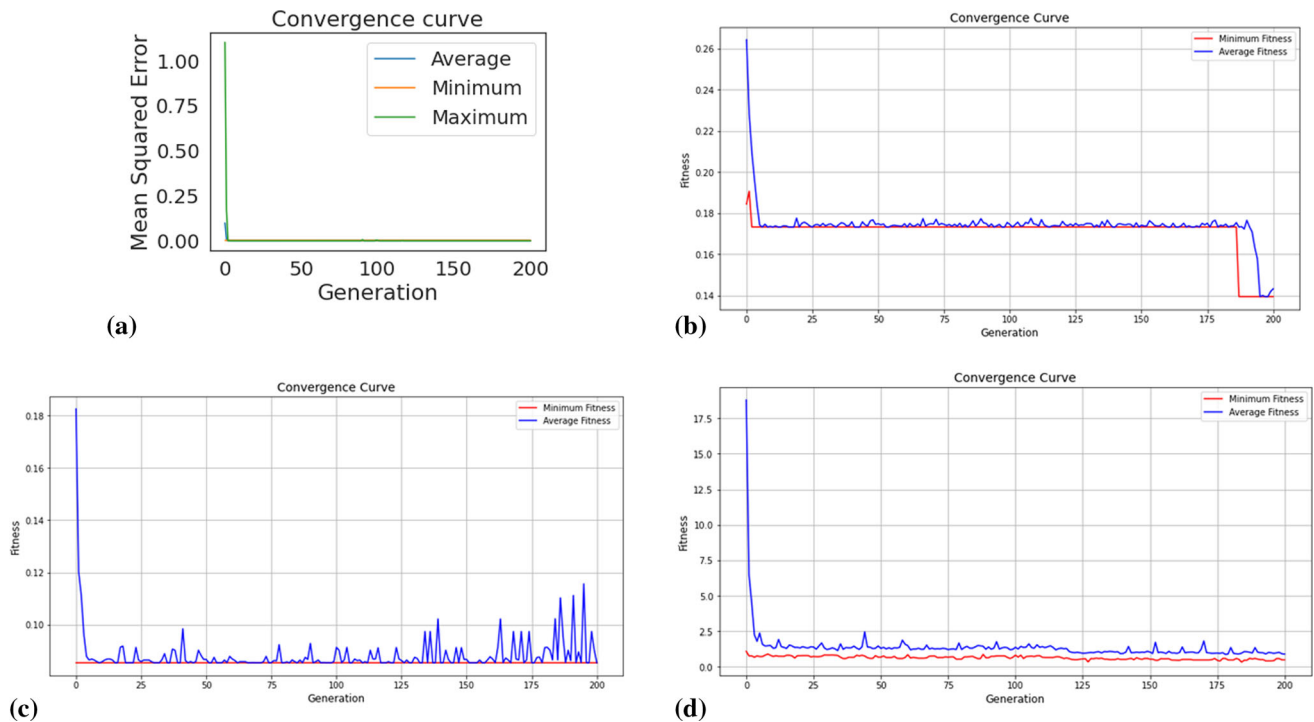 Convergence curve
Mean Squared Error
1.00
0.75
0.50
0.25
0.00
Average
Minimum
Maximum
0 50 100 150 200
Generation
(a)
Convergence Curve
Fitness
0.26
0.24
0.22
0.20
0.18
0.16
0.14
Minimum Fitness
Average Fitness
0 25 50 75 100 125 150 175 200
Generation
(b)
Convergence Curve
Fitness
0.18
0.16
0.14
0.12
0.10
Minimum Fitness
Average Fitness
0 25 50 75 100 125 150 175 200
Generation
(c)
Convergence Curve
Fitness
17.5
15.0
12.5
10.0
7.5
5.0
2.5
0.0
Minimum Fitness
Average Fitness
0 25 50 75 100 125 150 175 200
Generation
(d)